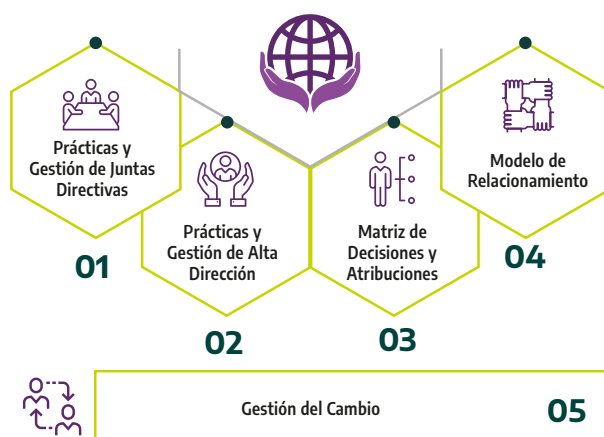 Prácticas y
Gestión de Juntas
Directivas
01
Prácticas y
Gestión de Alta
Dirección
02
Matriz de
Decisiones y
Atribuciones
03
Modelo de
Relacionamiento
04
Gestión del Cambio
05